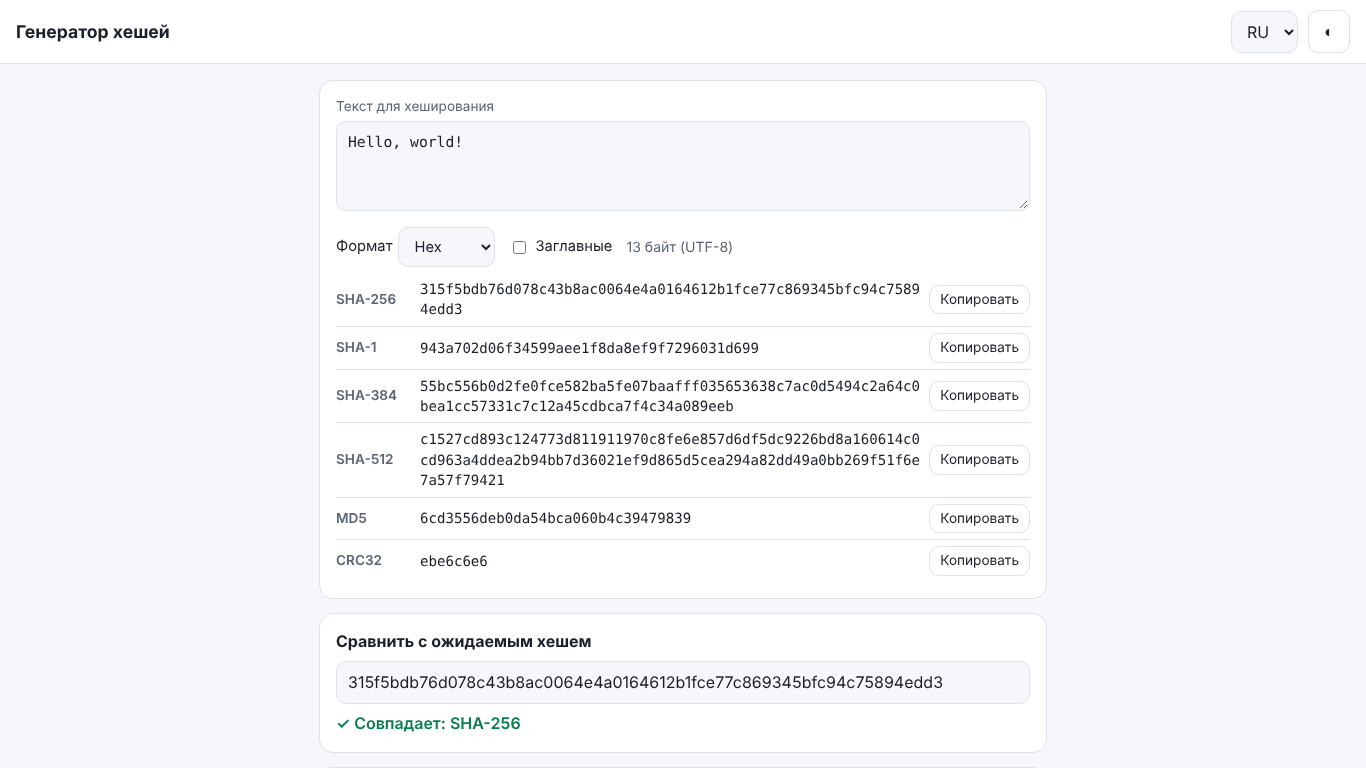 Генератор хешей
RU
Текст для хеширования
Hello, world!
Формат
Hex
Заглавные
13 байт (UTF-8)
SHA-256
315f5bdb76d078c43b8ac0064e4a0164612b1fce77c869345bfc94c7589
4edd3
Копировать
SHA-1
943a702d06f34599aee1f8da8ef9f7296031d699
Копировать
SHA-384
55bc556b0d2fe0fce582ba5fe07baafff035653638c7ac0d5494c2a64c0
bea1cc57331c7c12a45cdbca7f4c34a089eeb
Копировать
SHA-512
c1527cd893c124773d811911970c8fe6e857d6df5dc9226bd8a160614c0
cd963a4ddea2b94bb7d36021ef9d865d5cea294a82dd49a0bb269f51f6e
7a57f79421
Копировать
MD5
6cd3556deb0da54bca060b4c39479839
Копировать
CRC32
ebe6c6e6
Копировать
Сравнить с ожидаемым хешем
315f5bdb76d078c43b8ac0064e4a0164612b1fce77c869345bfc94c75894edd3
✓ Совпадает: SHA-256